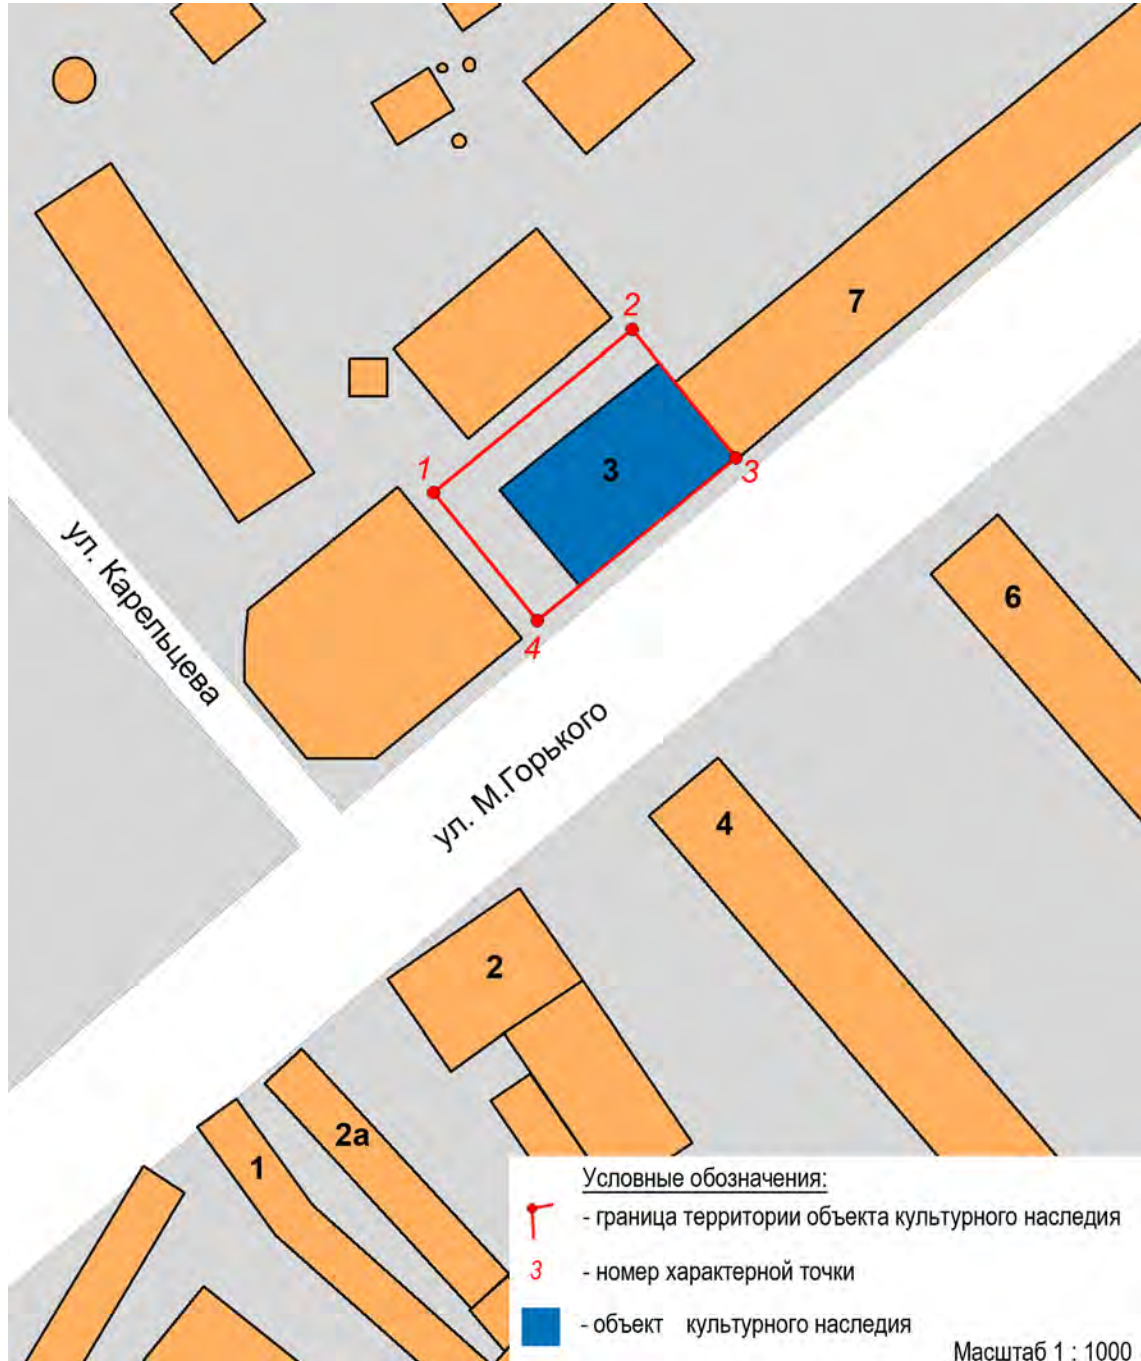 2
7
1
3
3
ул. Карельцева
6
4
ул. М.Горького
4
2
2а
1
Условные обозначения:
- граница территории объекта культурного наследия
3 - номер характерной точки
- объект культурного наследия
Масштаб 1 : 1000